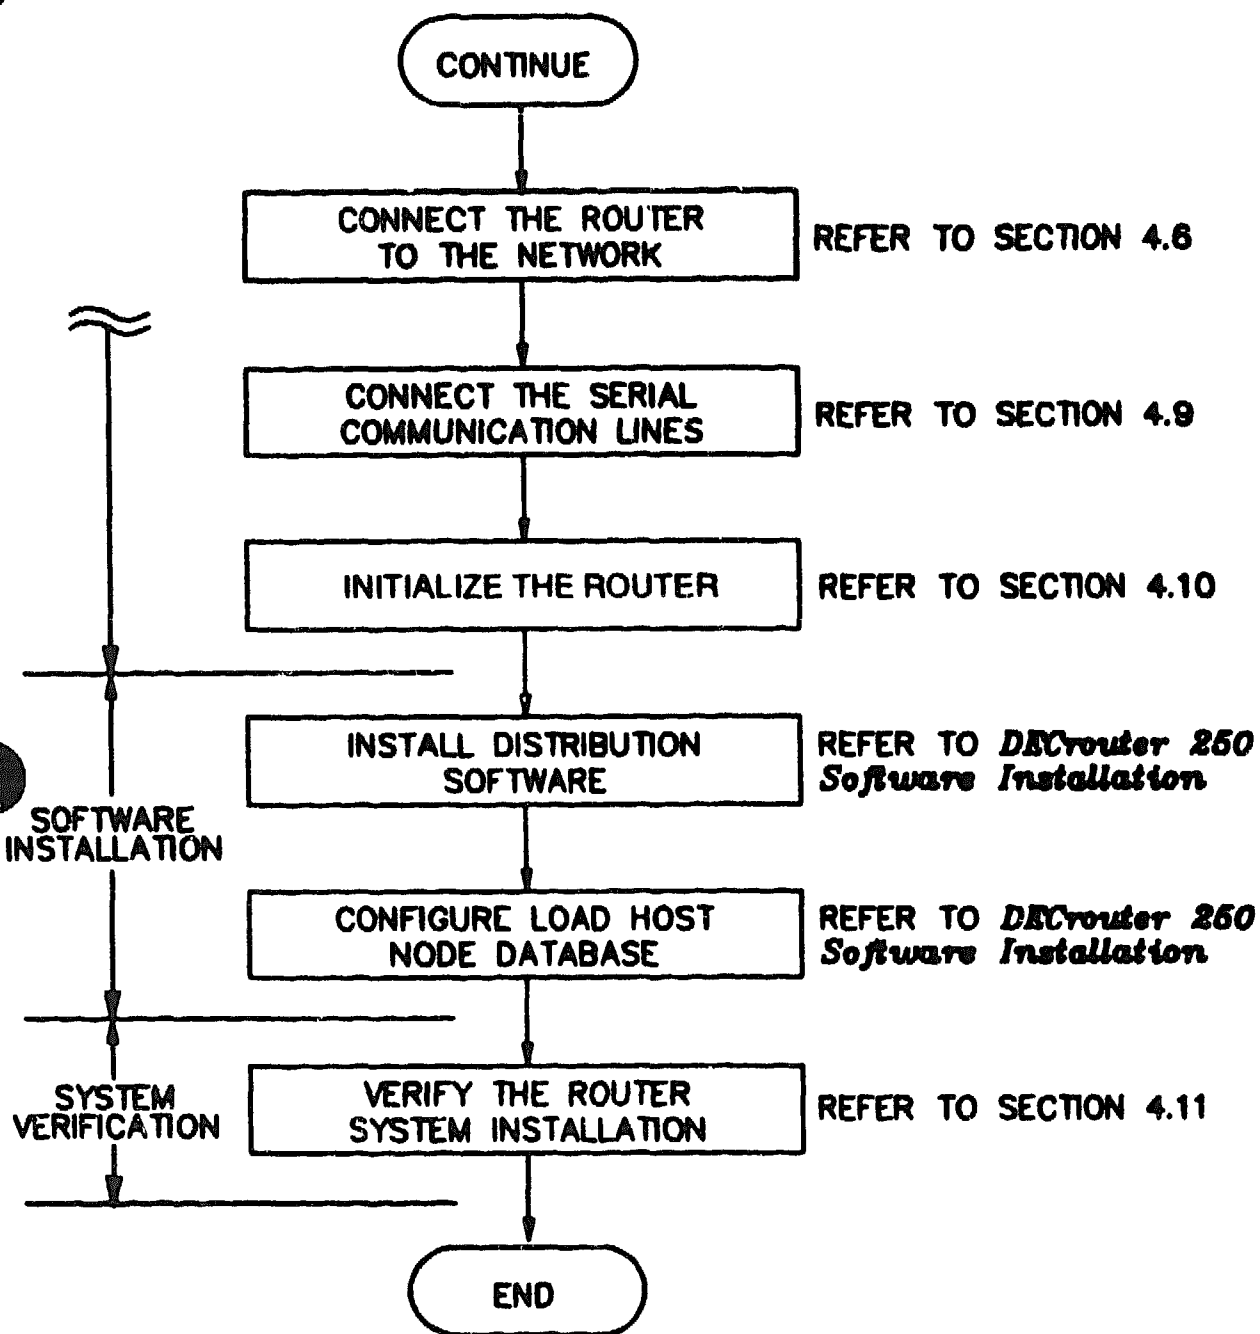 CONTINUE
CONNECT THE ROUTER
TO THE NETWORK
REFER TO SECTION 4.6
CONNECT THE SERIAL
COMMUNICATION LINES
REFER TO SECTION 4.9
INITIALIZE THE ROUTER
REFER TO SECTION 4.10
INSTALL DISTRIBUTION
SOFTWARE
REFER TO DECrouter 250
Software Installation
SOFTWARE
INSTALLATION
CONFIGURE LOAD HOST
NODE DATABASE
REFER TO DECrouter 250
Software Installation
SYSTEM
VERIFICATION
VERIFY THE ROUTER
SYSTEM INSTALLATION
REFER TO SECTION 4.11
END